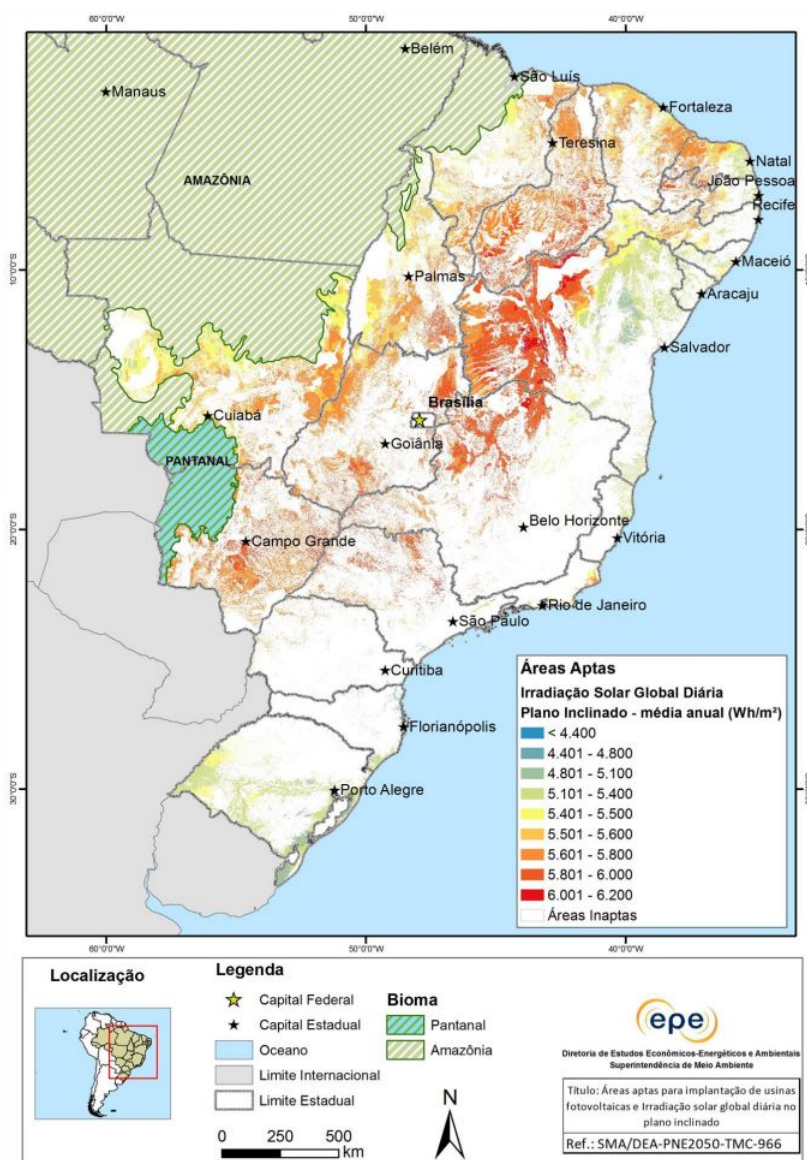 60°0'0"W 50°0'0"W 40°0'0"W
Belém
São Luís
Manaus
Fortaleza
Teresina
Natal
AMAZÔNIA
João Pessoa
Recife
Maceió
Palmas
Aracaju
Salvador
Brasília
Cuiabá
Goiânia
PANTANAL
Belo Horizonte
Campo Grande
Vitória
Rio de Janeiro
São Paulo
Curitiba
Florianópolis
Porto Alegre
20°0'0"S
30°0'0"S
Áreas Aptas
Irradiação Solar Global Diária
Plano Inclinado - média anual (Wh/m²)
< 4.400
4.401 - 4.800
4.801 - 5.100
5.101 - 5.400
5.401 - 5.500
5.501 - 5.600
5.601 - 5.800
5.801 - 6.000
6.001 - 6.200
Áreas Inaptas
60°0'0"W 50°0'0"W 40°0'0"W
Localização
Legenda
Capital Federal
Capital Estadual
Oceano
Limite Internacional
Limite Estadual
0 250 500
km
Bioma
Pantanal
Amazônia
N
epe
Diretoria de Estudos Econômicos-Energéticos e Ambientais
Superintendência de Meio Ambiente
Título: Áreas aptas para implantação de usinas
fotovoltaicas e Irradiação solar global diária no
plano inclinado
Ref.: SMA/DEA-PNE2050-TMC-966